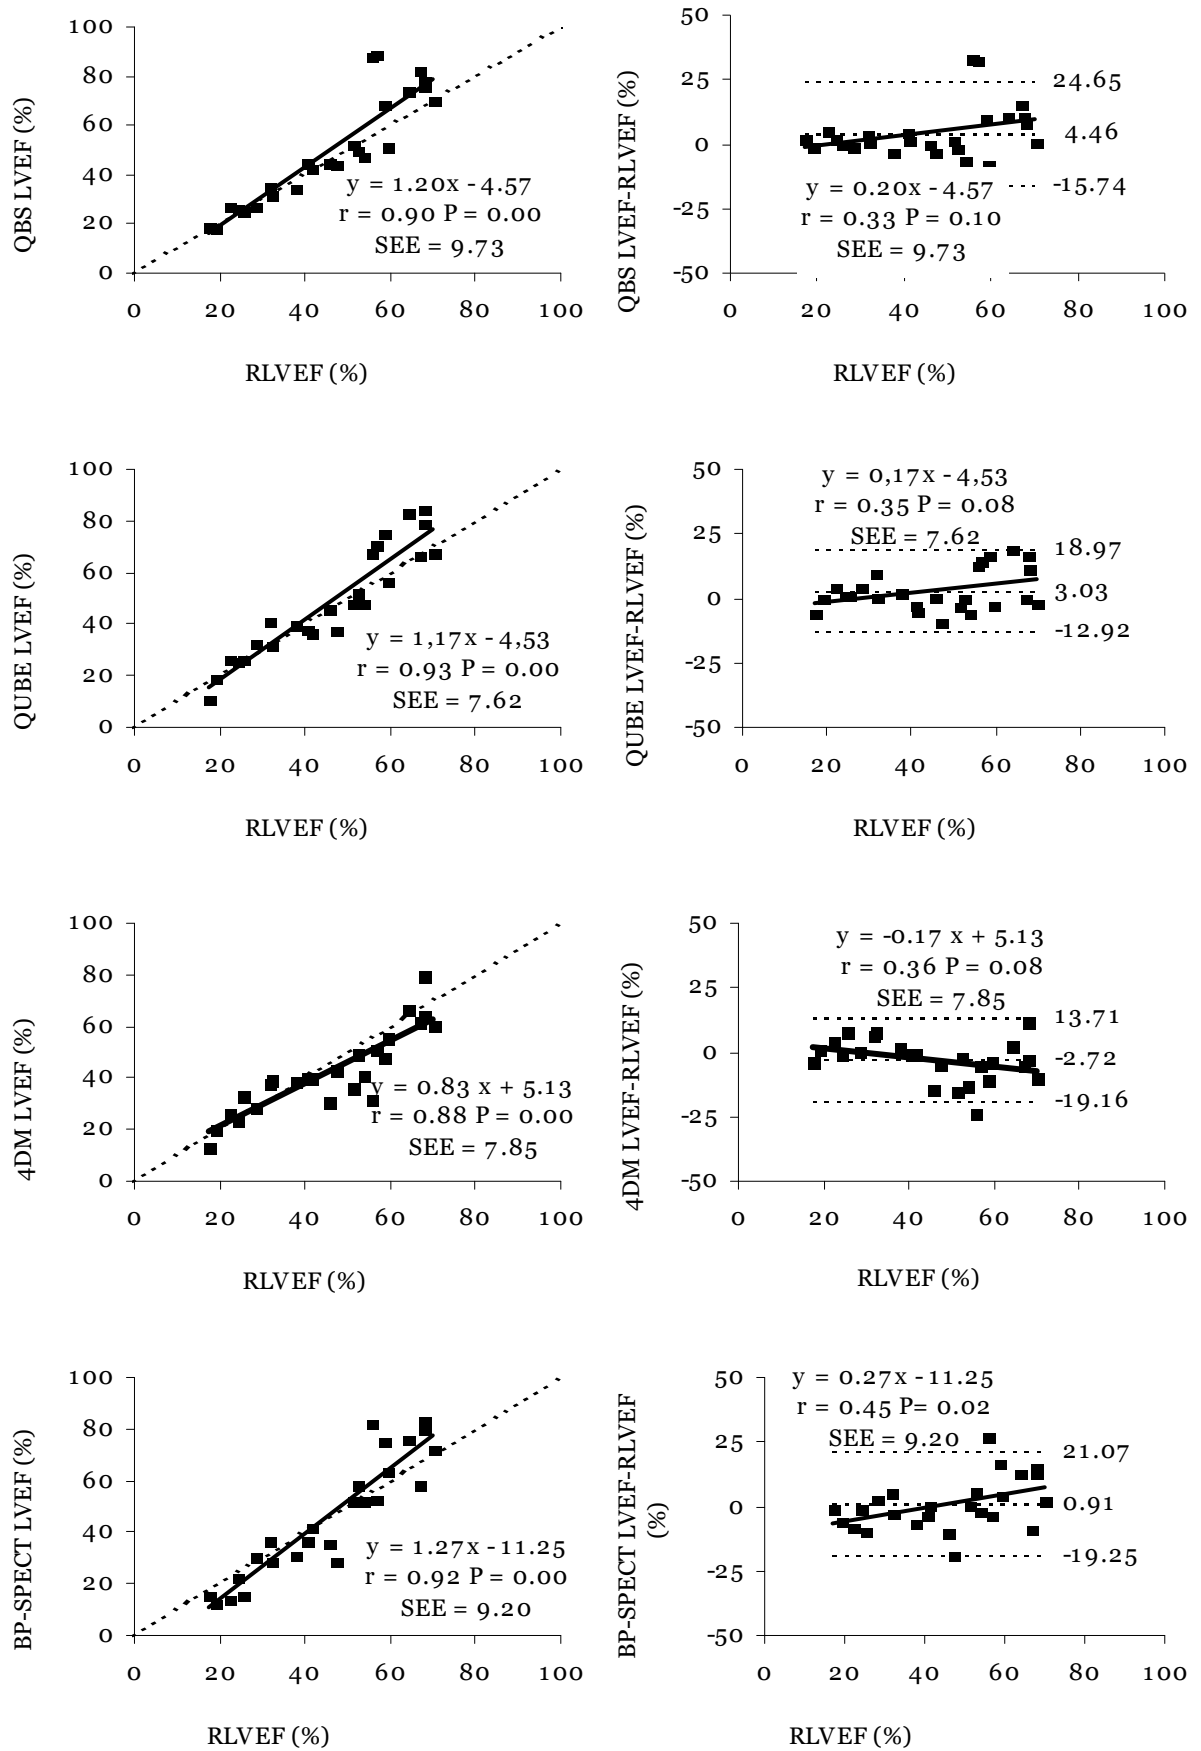 100
80
60
40
20
0
QBS LVEF (%)
y = 1.20x - 4.57
r = 0.90 P = 0.00
SEE = 9.73
0 20 40 60 80 100
RLVEF (%)
50
25
0
-25
-50
QBS LVEF-RLVEF (%)
24.65
4.46
-15.74
y = 0.20x - 4.57
r = 0.33 P = 0.10
SEE = 9.73
0 20 40 60 80 100
RLVEF (%)
100
80
60
40
20
0
QUBE LVEF (%)
y = 1,17x - 4,53
r = 0.93 P = 0.00
SEE = 7.62
0 20 40 60 80 100
RLVEF (%)
50
25
0
-25
-50
QUBE LVEF-RLVEF (%)
y = 0,17x - 4,53
r = 0.35 P = 0.08
SEE = 7.62
18.97
3.03
-12.92
0 20 40 60 80 100
RLVEF (%)
100
80
60
40
20
0
4DM LVEF (%)
y = 0.83 x + 5.13
r = 0.88 P = 0.00
SEE = 7.85
0 20 40 60 80 100
RLVEF (%)
50
25
0
-25
-50
4DM LVEF-RLVEF (%)
y = -0.17 x + 5.13
r = 0.36 P = 0.08
SEE = 7.85
13.71
-2.72
-19.16
0 20 40 60 80 100
RLVEF (%)
100
80
60
40
20
0
BP-SPECT LVEF (%)
y = 1.27x - 11.25
r = 0.92 P = 0.00
SEE = 9.20
0 20 40 60 80 100
RLVEF (%)
50
25
0
-25
-50
BP-SPECT LVEF-RLVEF
(%)
y = 0.27x - 11.25
r = 0.45 P= 0.02
SEE = 9.20
21.07
0.91
-19.25
0 20 40 60 80 100
RLVEF (%)